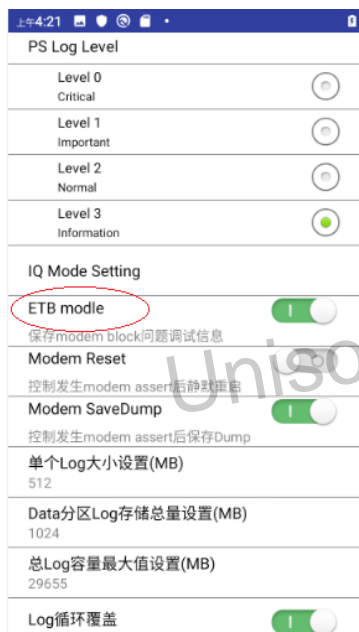 上午4:21
PS Log Level
Level 0
Critical
Level 1
Important
Level 2
Normal
Level 3
Information
IQ Mode Setting
ETB modle
保存modem block问题调试信息
Modem Reset
控制发生modem assert后静默重启
Modem SaveDump
控制发生modem assert后保存Dump
单个Log大小设置(MB)
512
Data分区Log存储总量设置(MB)
1024
总Log容量最大值设置(MB)
29655
Log循环覆盖
Uniso